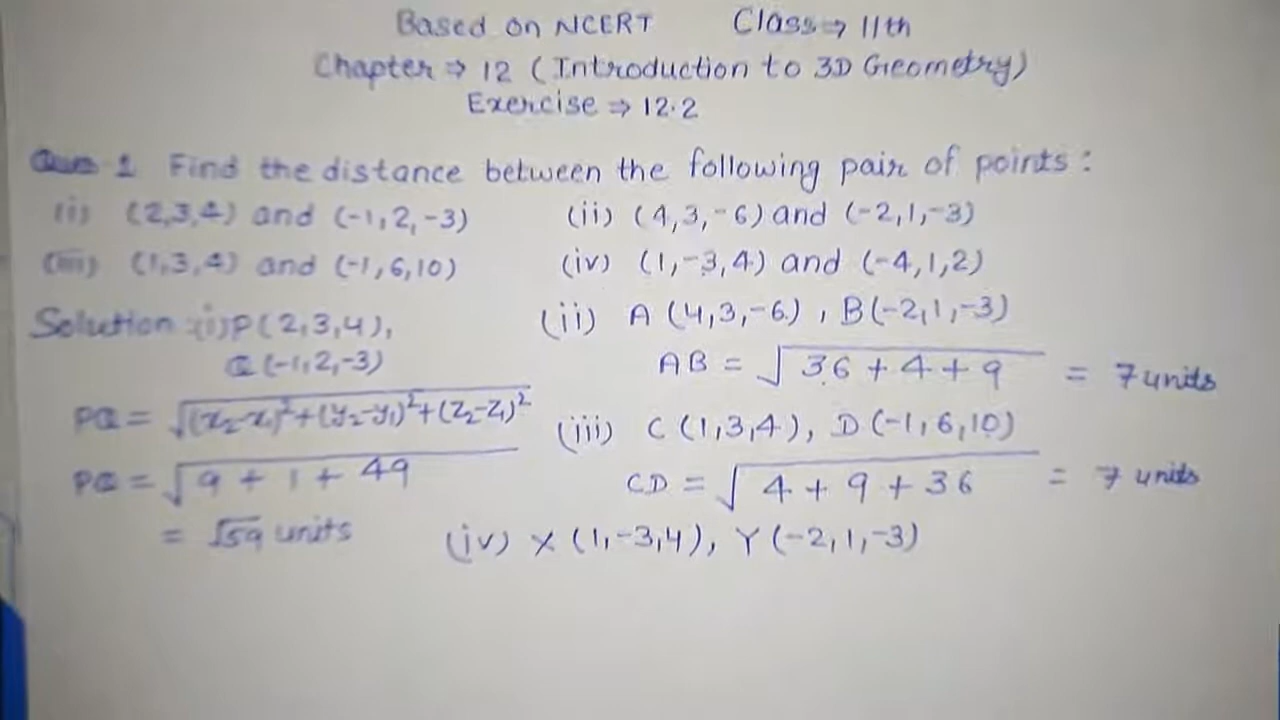 Based on NCERT Class ⇒ 11th
Chapter ⇒ 12 (Introduction to 3D Geometry)
Exercise ⇒ 12.2
Ques 1 Find the distance between the following pair of points :
(i) (2,3,4) and (-1,2,-3) (ii) (4,3,-6) and (-2,1,-3)
(iii) (1,3,4) and (-1,6,10) (iv) (1,-3,4) and (-4,1,2)
Solution :(i) P(2,3,4),
Q(-1,2,-3)
PQ = √(x₂-x₁)²+(y₂-y₁)²+(z₂-z₁)²
PQ = √9 + 1 + 49
= √59 units
(ii) A (4,3,-6) , B(-2,1,-3)
AB = √36 + 4 + 9 = 7 units
(iii) C (1,3,4), D(-1,6,10)
CD = √4 + 9 + 36 = 7 units
(iv) X (1,-3,4), Y(-2,1,-3)